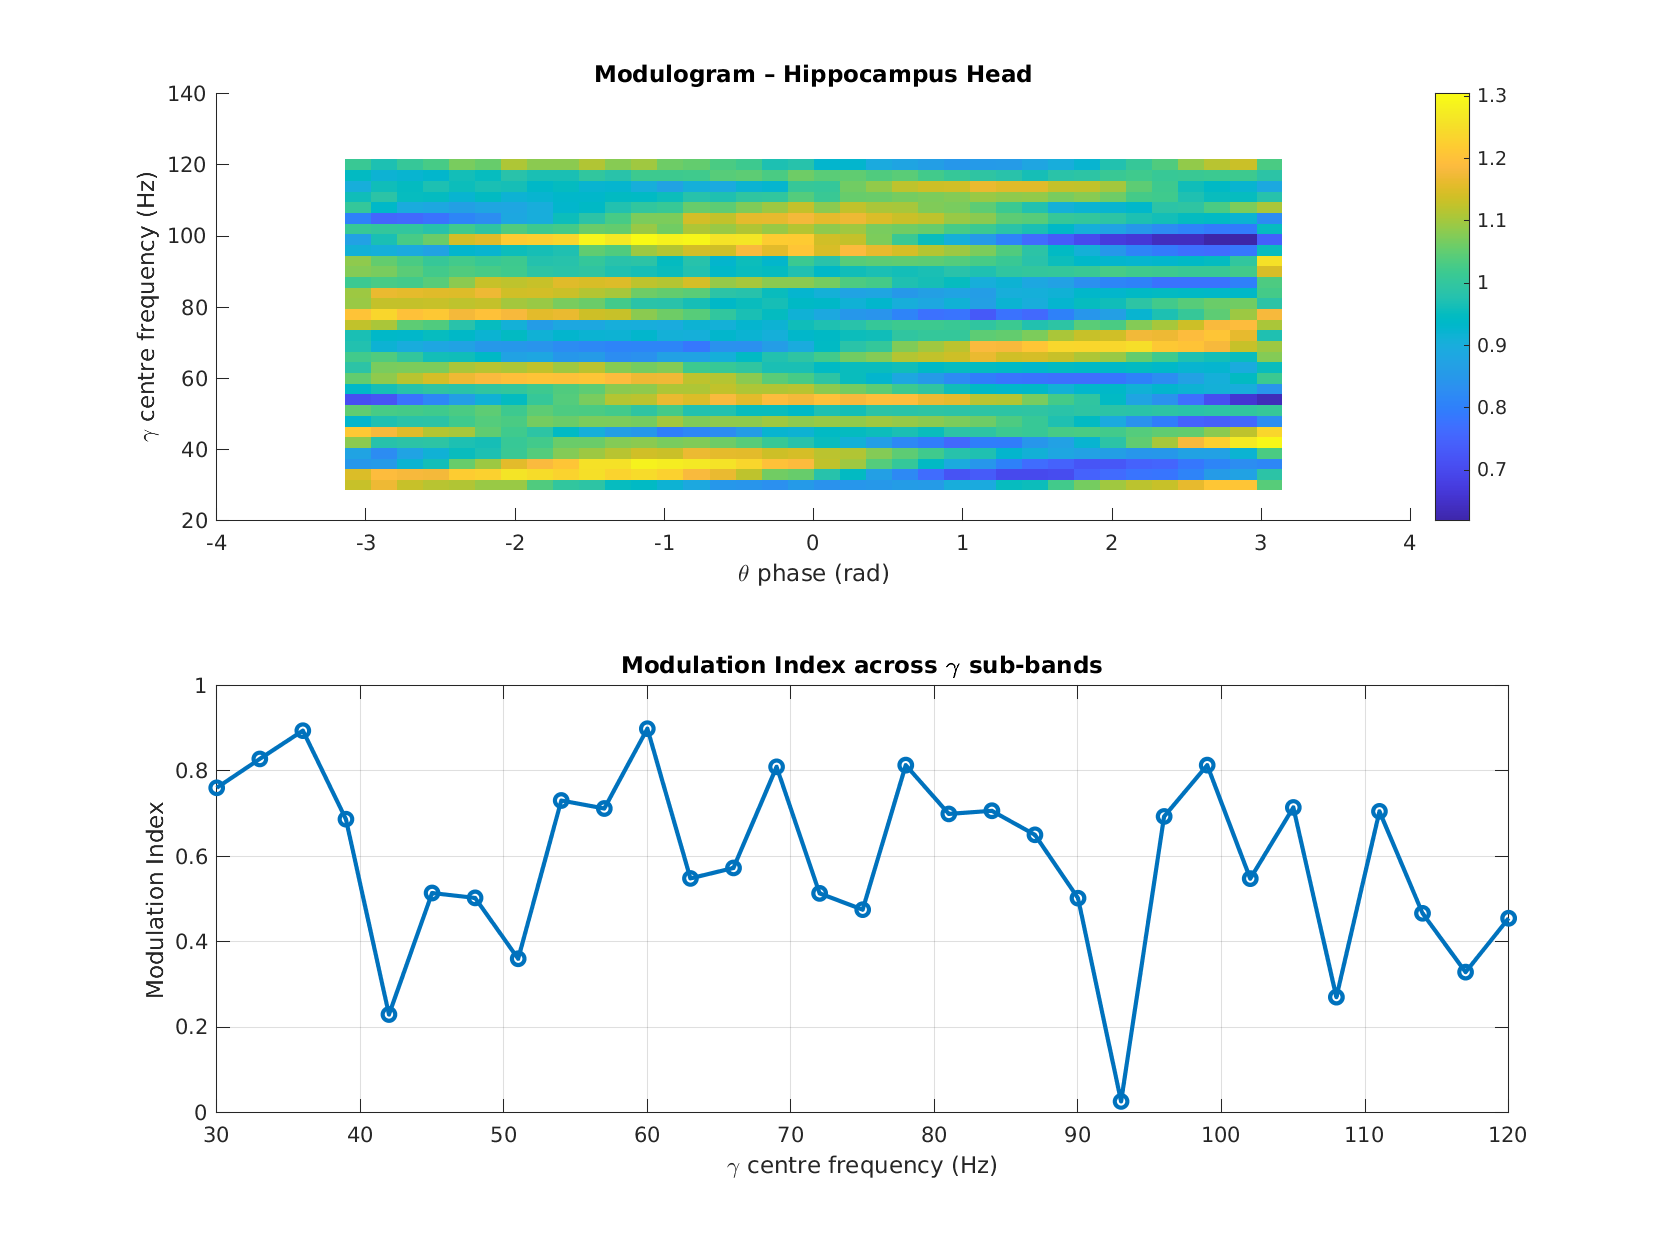 Modulogram – Hippocampus Head
140
120
100
80
60
40
20
γ centre frequency (Hz)
-4 -3 -2 -1 0 1 2 3 4
θ phase (rad)
1.3
1.2
1.1
1
0.9
0.8
0.7
Modulation Index across γ sub-bands
1
0.8
0.6
0.4
0.2
0
Modulation Index
30 40 50 60 70 80 90 100 110 120
γ centre frequency (Hz)